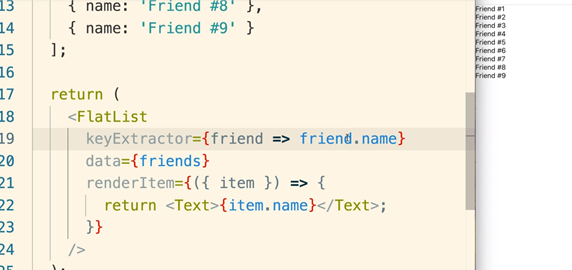 13 { name: 'Friend #8' },
14 { name: 'Friend #9' }
15 ];
16
17 return (
18 <FlatList
19 keyExtractor={friend => friend.name}
20 data={friends}
21 renderItem={({ item }) => {
22 return <Text>{item.name}</Text>;
23 }}
24 />
25 );
Friend #1
Friend #2
Friend #3
Friend #4
Friend #5
Friend #6
Friend #7
Friend #8
Friend #9